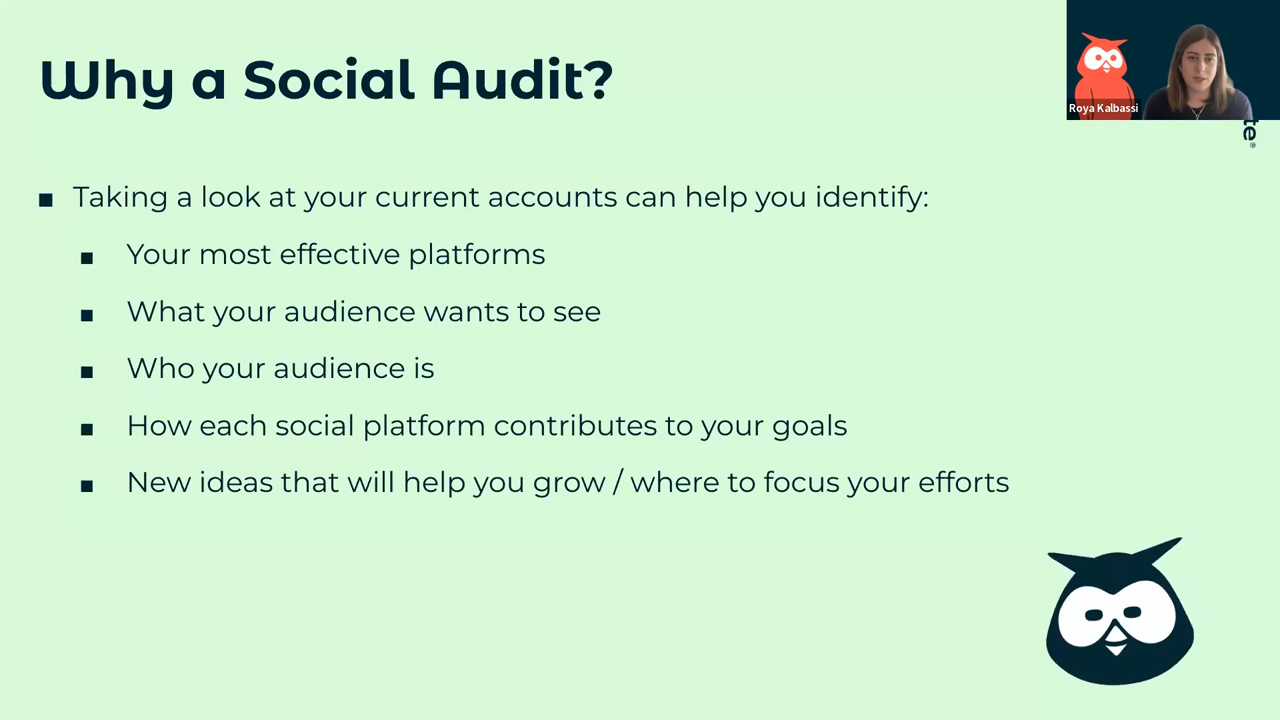 Why a Social Audit?
Roya Kalbassi
te®
■ Taking a look at your current accounts can help you identify:
■ Your most effective platforms
■ What your audience wants to see
■ Who your audience is
■ How each social platform contributes to your goals
■ New ideas that will help you grow / where to focus your efforts